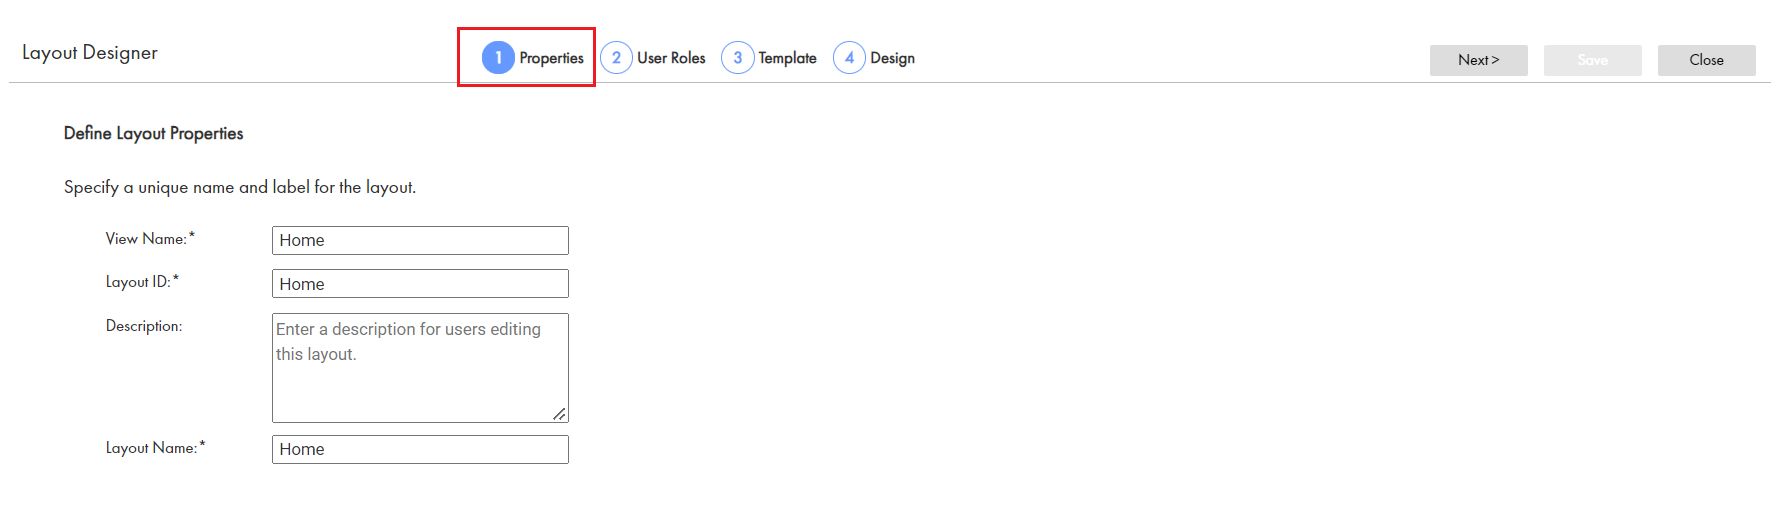 Layout Designer
1 Properties 2 User Roles 3 Template 4 Design
Next > Save Close
Define Layout Properties
Specify a unique name and label for the layout.
View Name:* Home
Layout ID:* Home
Description: Enter a description for users editing
this layout.
Layout Name:* Home